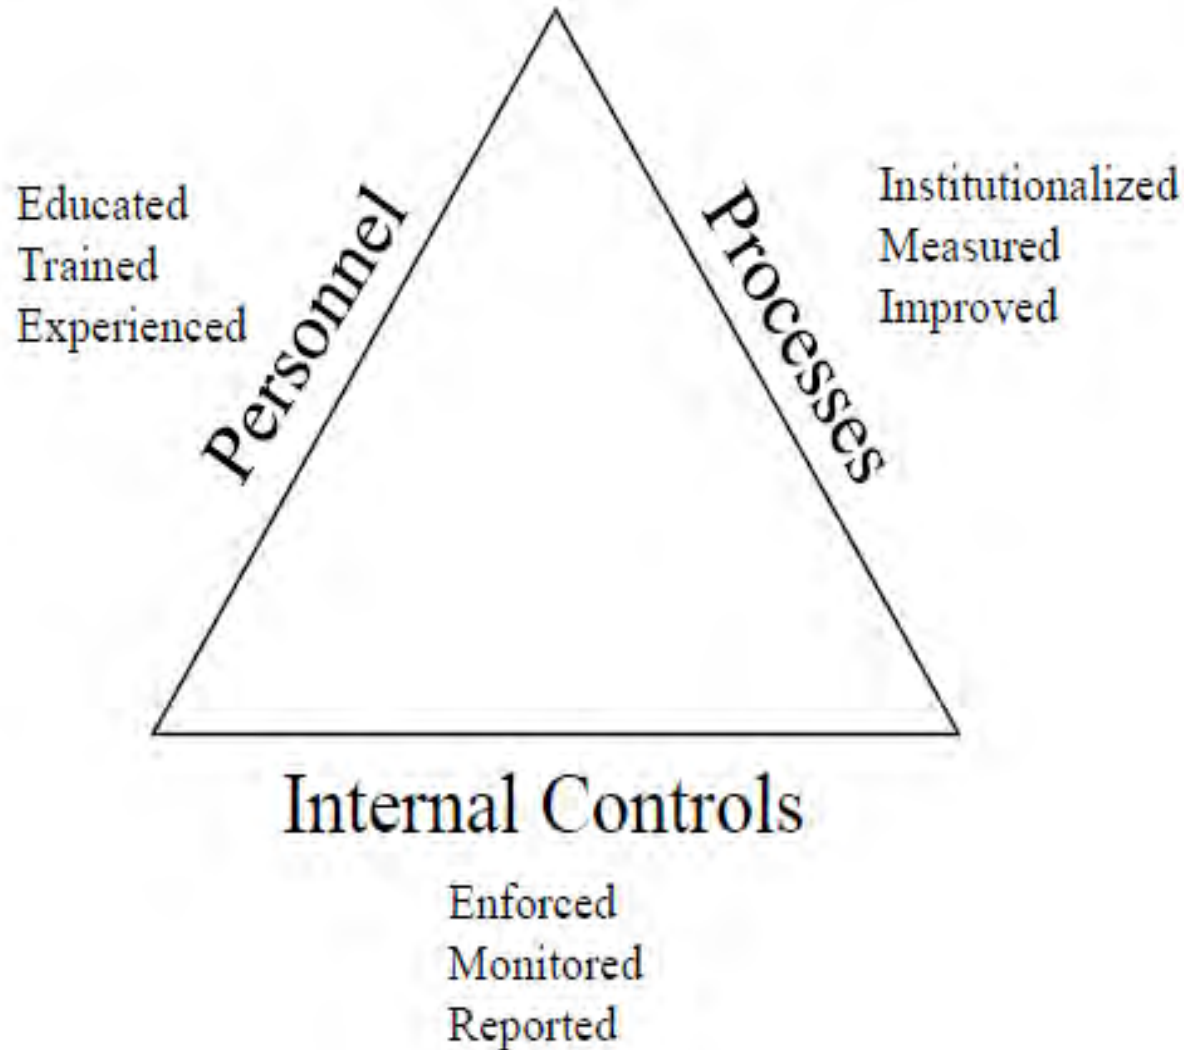 Educated
Trained
Experienced
Personnel
Processes
Institutionalized
Measured
Improved
Internal Controls
Enforced
Monitored
Reported